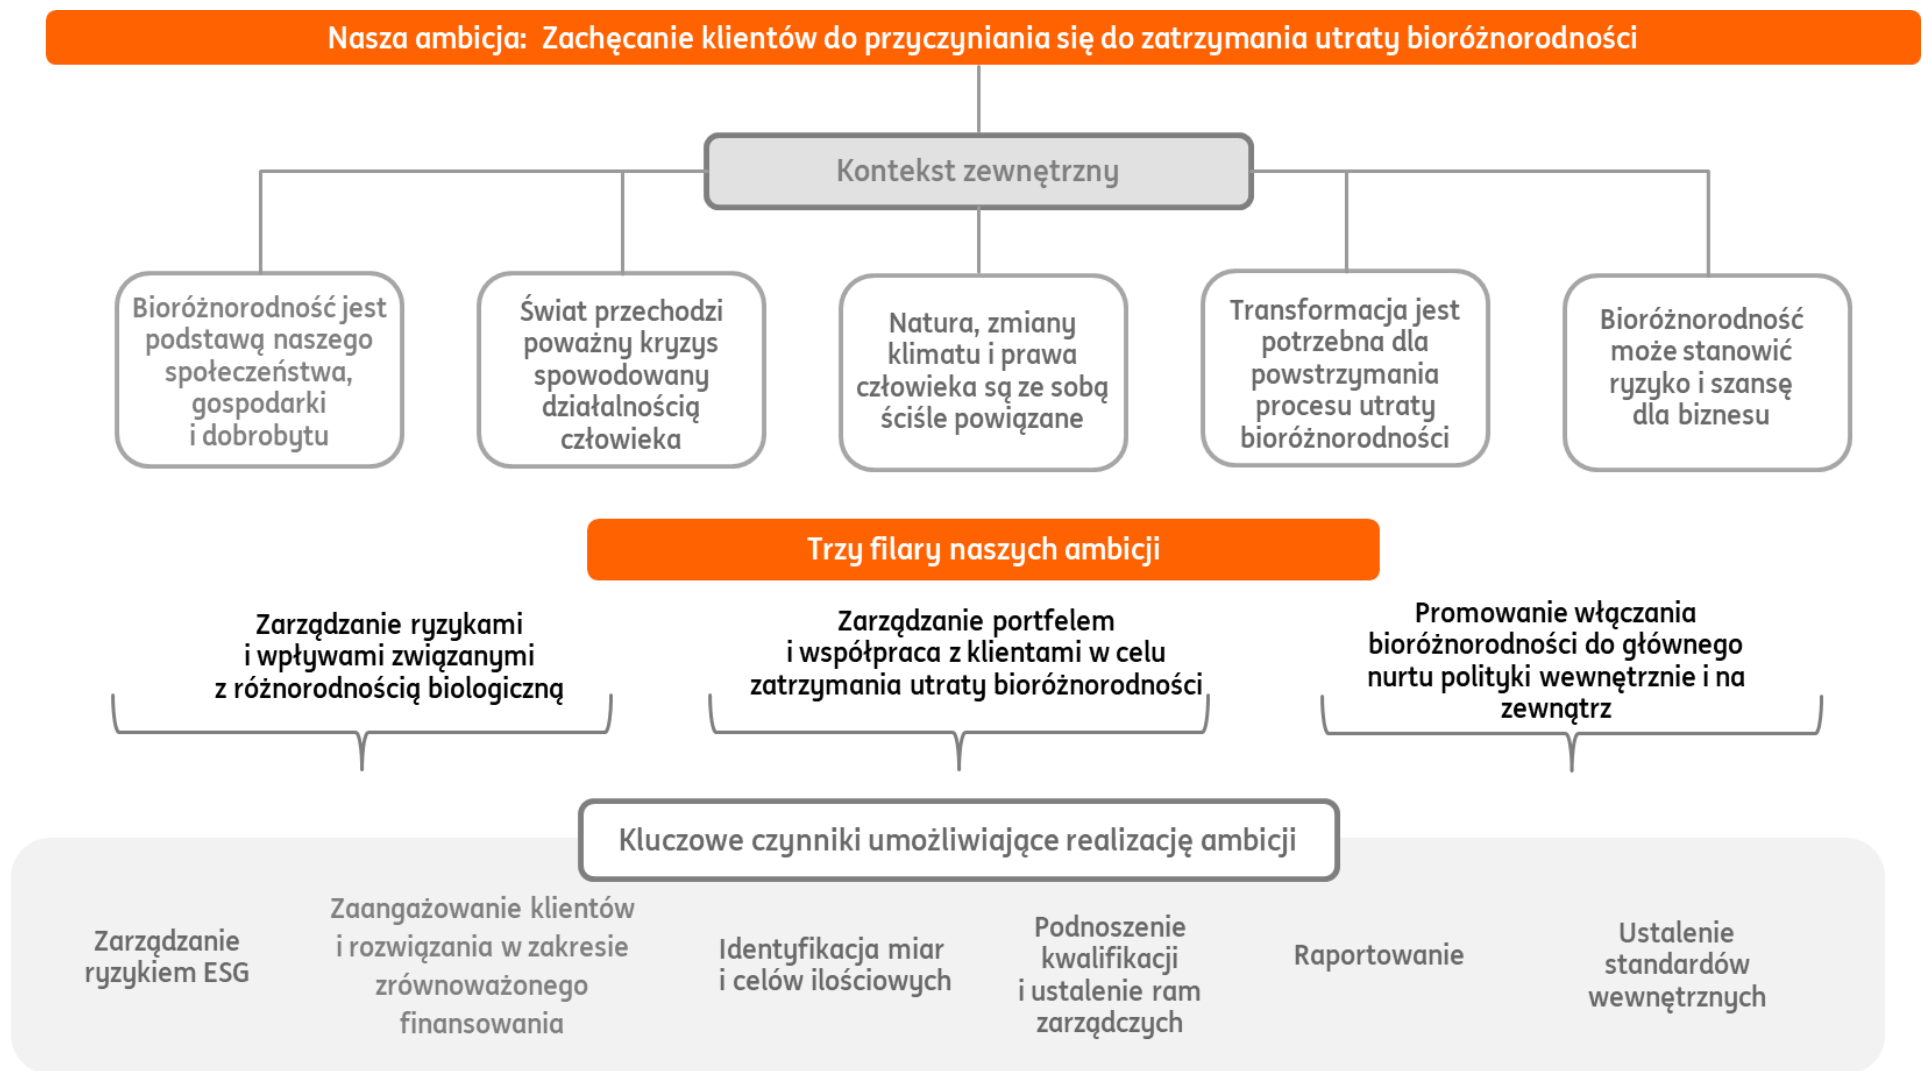 Nasza ambicja: Zachęcanie klientów do przyczyniania się do zatrzymania utraty bioróżnorodności
Kontekst zewnętrzny
Bioróżnorodność jest
podstawą naszego
społeczeństwa,
gospodarki
i dobrobytu
Świat przechodzi
poważny kryzys
spowodowany
działalnością
człowieka
Natura, zmiany
klimatu i prawa
człowieka są ze sobą
ściśle powiązane
Transformacja jest
potrzebna dla
powstrzymania
procesu utraty
bioróżnorodności
Bioróżnorodność
może stanowić
ryzyko i szansę
dla biznesu
Trzy filary naszych ambicji
Zarządzanie ryzykami
i wpływami związanymi
z różnorodnością biologiczną
Zarządzanie portfelem
i współpraca z klientami w celu
zatrzymania utraty bioróżnorodności
Promowanie włączania
bioróżnorodności do głównego
nurtu polityki wewnętrznie i na
zewnątrz
Kluczowe czynniki umożliwiające realizację ambicji
Zarządzanie
ryzykiem ESG
Zaangażowanie klientów
i rozwiązania w zakresie
zrównoważonego
finansowania
Identyfikacja miar
i celów ilościowych
Podnoszenie
kwalifikacji
i ustalenie ram
zarządczych
Raportowanie
Ustalenie
standardów
wewnętrznych